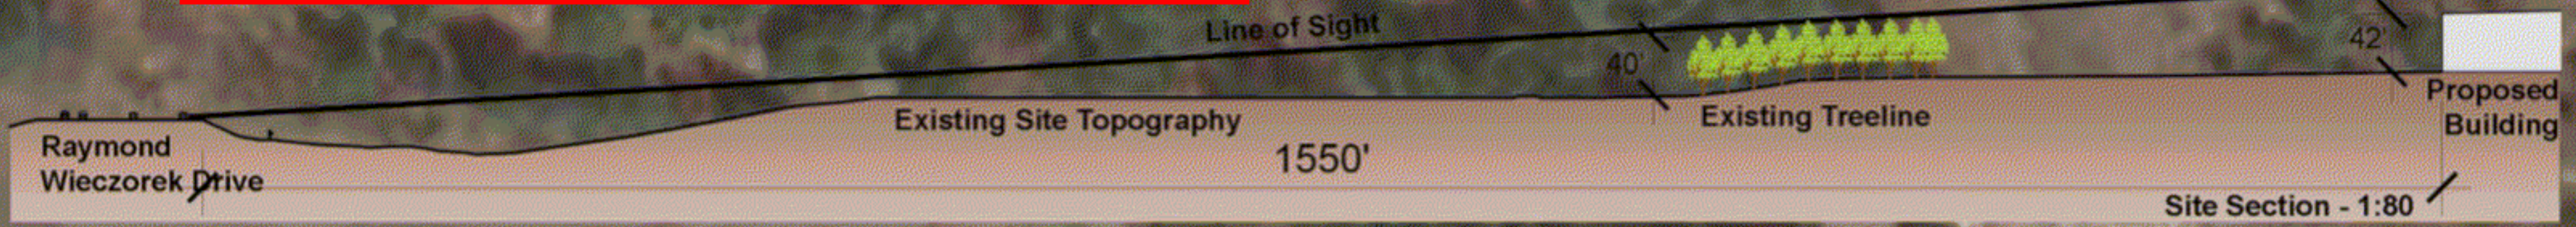 Line of Sight
40'
42'
Existing Site Topography
Existing Treeline
Proposed
Building
Raymond
Wieczorek Drive
1550'
Site Section - 1:80